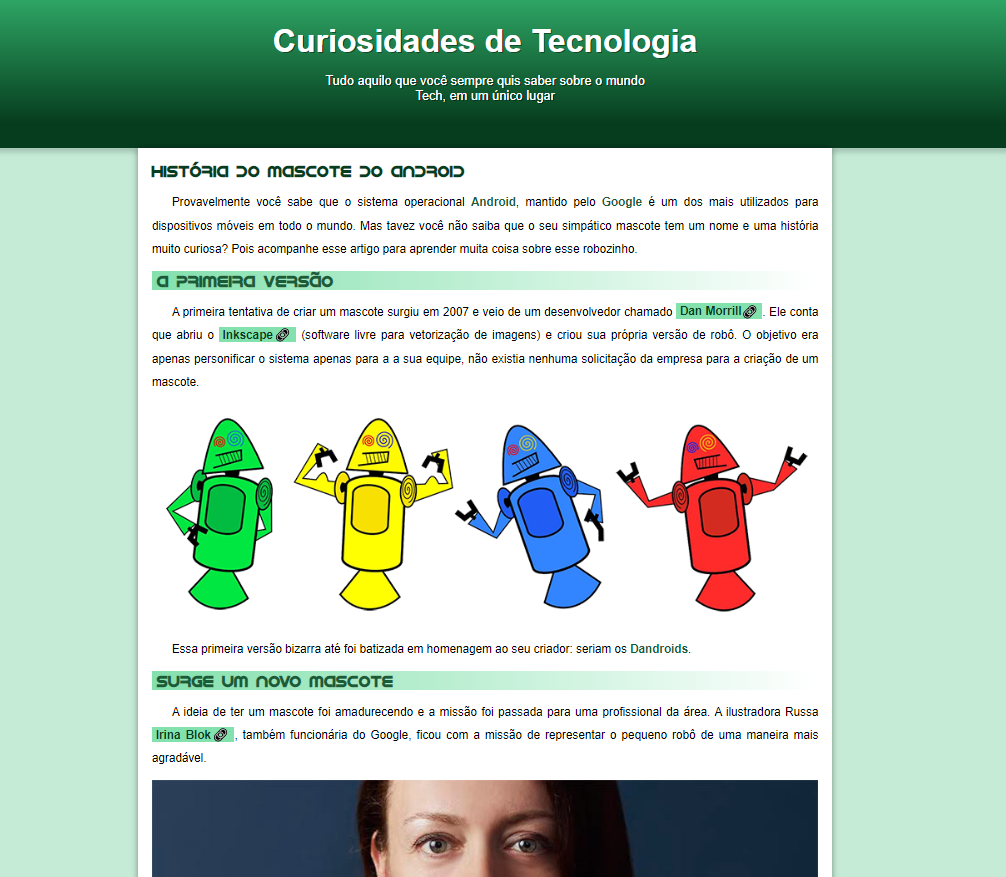 Curiosidades de Tecnologia
Tudo aquilo que você sempre quis saber sobre o mundo
Tech, em um único lugar
História do Mascote do Android
Provavelmente você sabe que o sistema operacional Android, mantido pelo Google é um dos mais utilizados para
dispositivos móveis em todo o mundo. Mas tavez você não saiba que o seu simpático mascote tem um nome e uma história
muito curiosa? Pois acompanhe esse artigo para aprender muita coisa sobre esse robozinho.
A primeira versão
A primeira tentativa de criar um mascote surgiu em 2007 e veio de um desenvolvedor chamado Dan Morrill. Ele conta
que abriu o Inkscape (software livre para vetorização de imagens) e criou sua própria versão de robô. O objetivo era
apenas personificar o sistema apenas para a a sua equipe, não existia nenhuma solicitação da empresa para a criação de um
mascote.
Essa primeira versão bizarra até foi batizada em homenagem ao seu criador: seriam os Dandroids.
Surge um novo mascote
A ideia de ter um mascote foi amadurecendo e a missão foi passada para uma profissional da área. A ilustradora Russa
Irina Blok, também funcionária do Google, ficou com a missão de representar o pequeno robô de uma maneira mais
agradável.